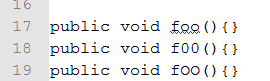 16
17 public void foo(){}
18 public void f00(){}
19 public void fOO(){}